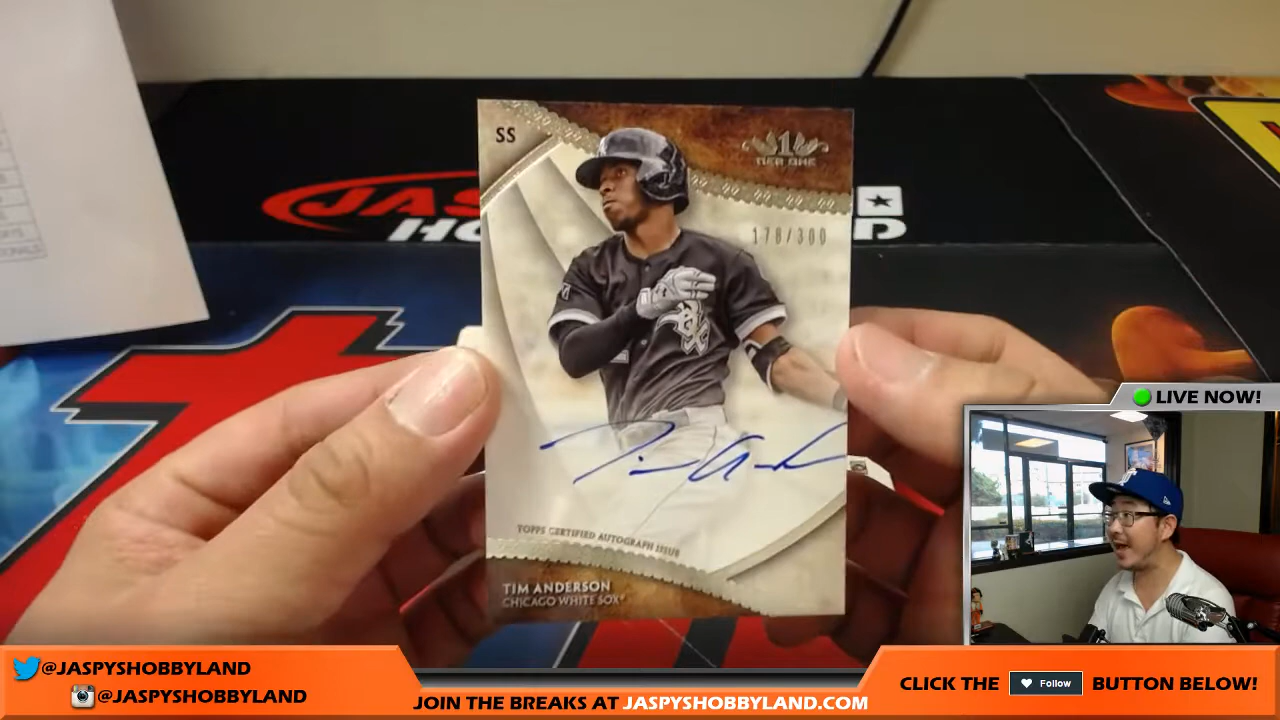 SS
1
TIER ONE
178/300
TOPPS CERTIFIED AUTOGRAPH ISSUE
TIM ANDERSON
CHICAGO WHITE SOX
LIVE NOW!
@JASPYSHOBBYLAND
@JASPYSHOBBYLAND
JOIN THE BREAKS AT JASPYSHOBBYLAND.COM
CLICK THE Follow BUTTON BELOW!